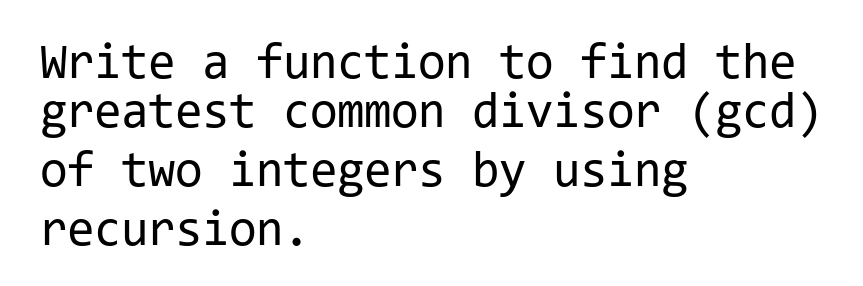 Write a function to find the
greatest common divisor (gcd)
of two integers by using
recursion.